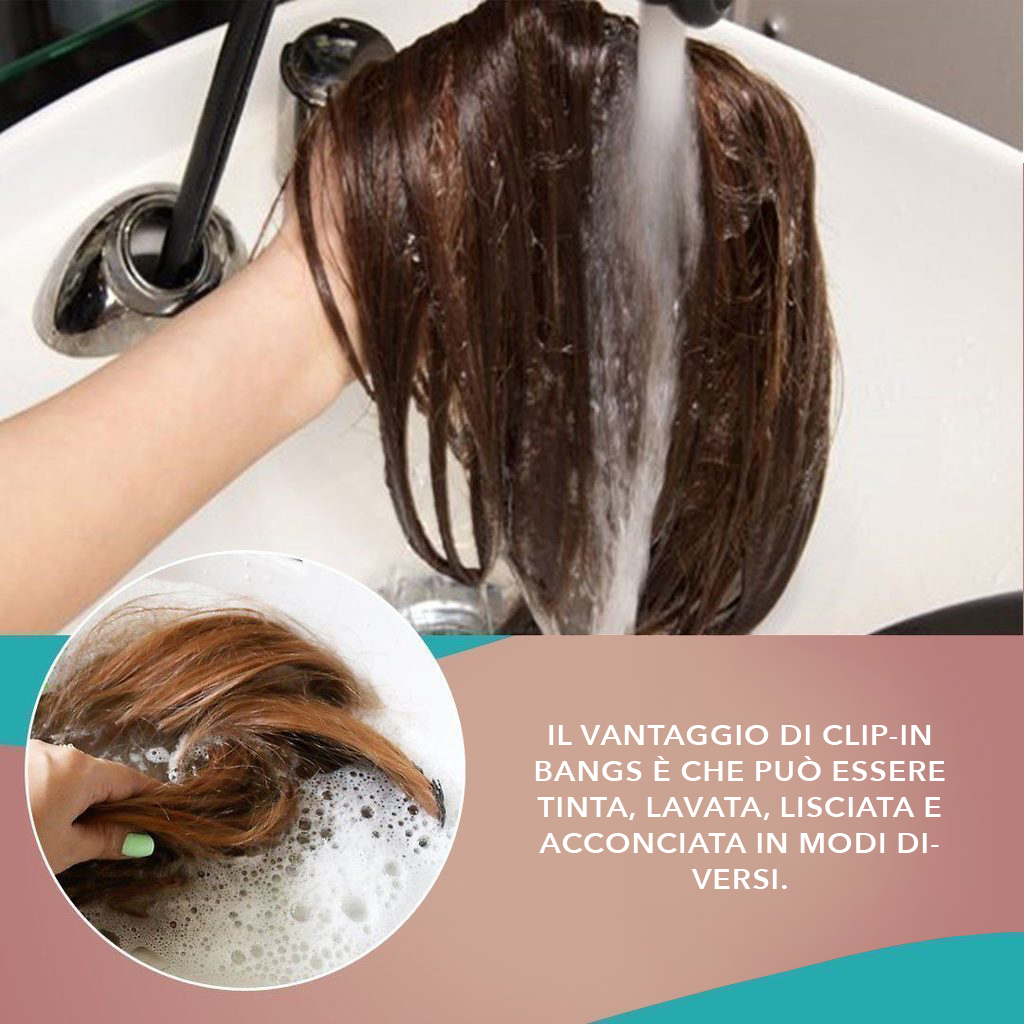 IL VANTAGGIO DI CLIP-IN
BANGS È CHE PUÒ ESSERE
TINTA, LAVATA, LISCIATA E
ACCONCIATA IN MODI DI-
VERSI.